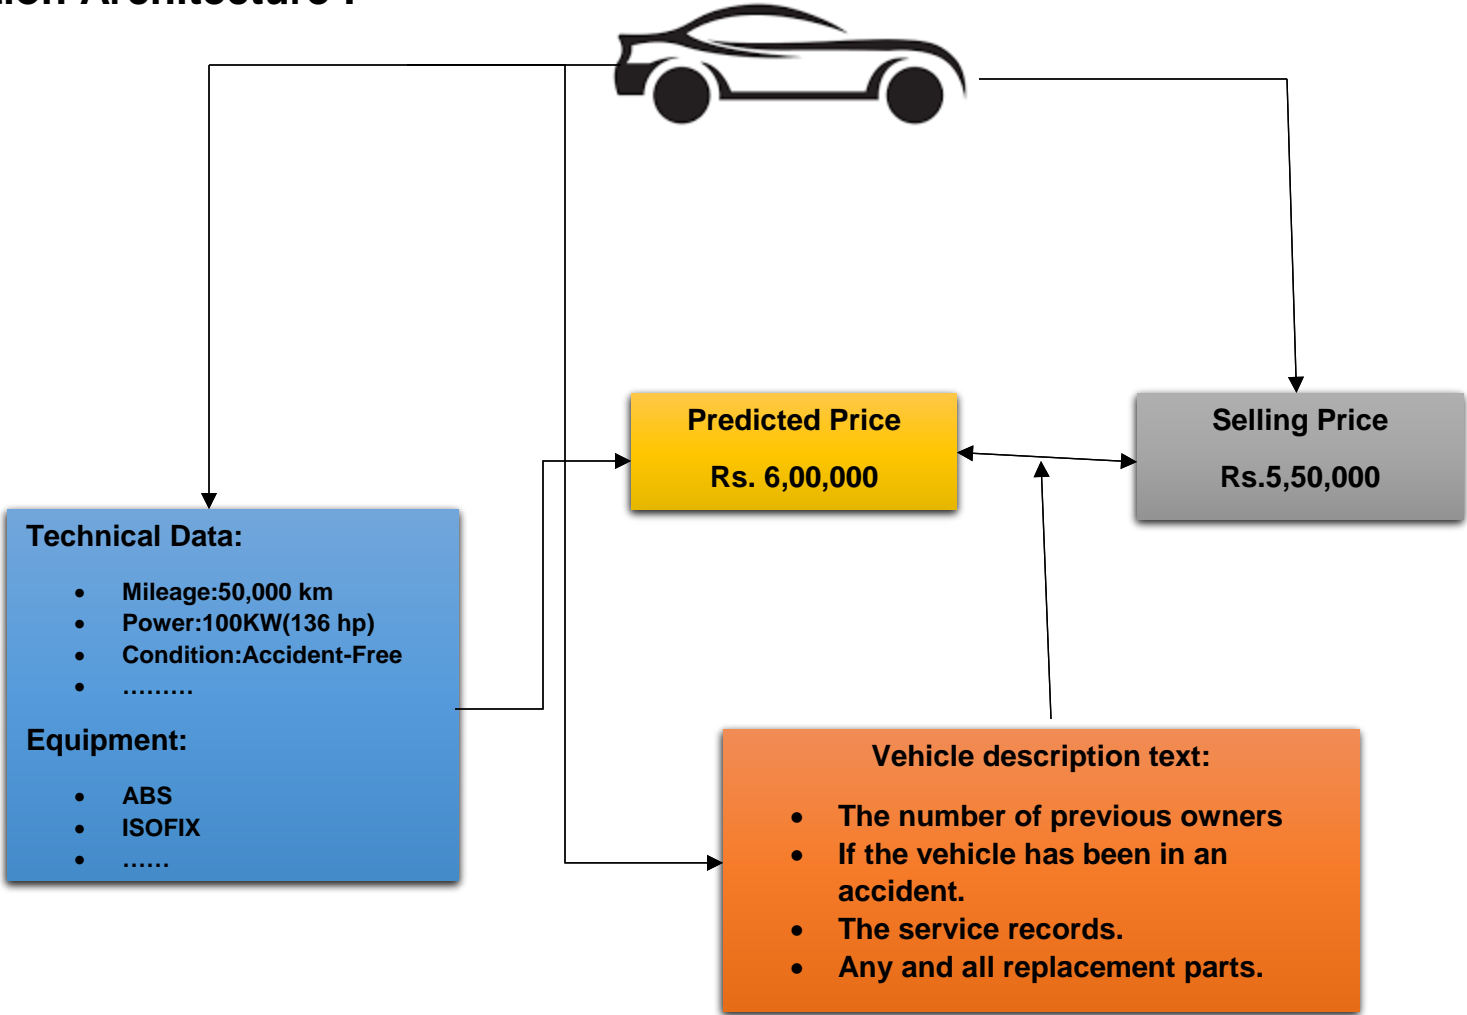 Architecture :
Predicted Price
Rs. 6,00,000
Selling Price
Rs.5,50,000
Technical Data:
• Mileage:50,000 km
• Power:100KW(136 hp)
• Condition:Accident-Free
• ………
Equipment:
• ABS
• ISOFIX
• ……
Vehicle description text:
• The number of previous owners
• If the vehicle has been in an
accident.
• The service records.
• Any and all replacement parts.